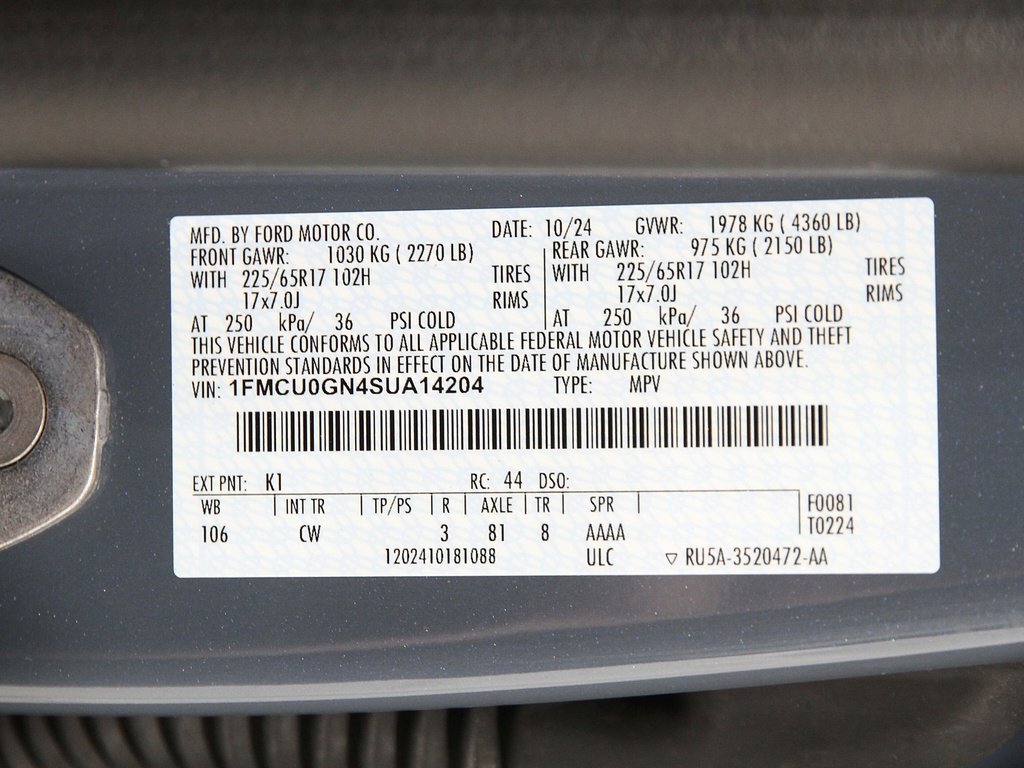 MFD. BY FORD MOTOR CO. DATE: 10/24 GVWR: 1978 KG ( 4360 LB)
FRONT GAWR: 1030 KG ( 2270 LB) REAR GAWR: 975 KG ( 2150 LB)
WITH 225/65R17 102H TIRES WITH 225/65R17 102H TIRES
17x7.0J RIMS 17x7.0J RIMS
AT 250 kPa/ 36 PSI COLD AT 250 kPa/ 36 PSI COLD
THIS VEHICLE CONFORMS TO ALL APPLICABLE FEDERAL MOTOR VEHICLE SAFETY AND THEFT
PREVENTION STANDARDS IN EFFECT ON THE DATE OF MANUFACTURE SHOWN ABOVE.
VIN: 1FMCU0GN4SUA14204 TYPE: MPV
EXT PNT: K1 RC: 44 DSO:
WB INT TR TP/PS R AXLE TR SPR F0081
106 CW 3 81 8 AAAA T0224
1202410181088 ULC ▽ RU5A-3520472-AA